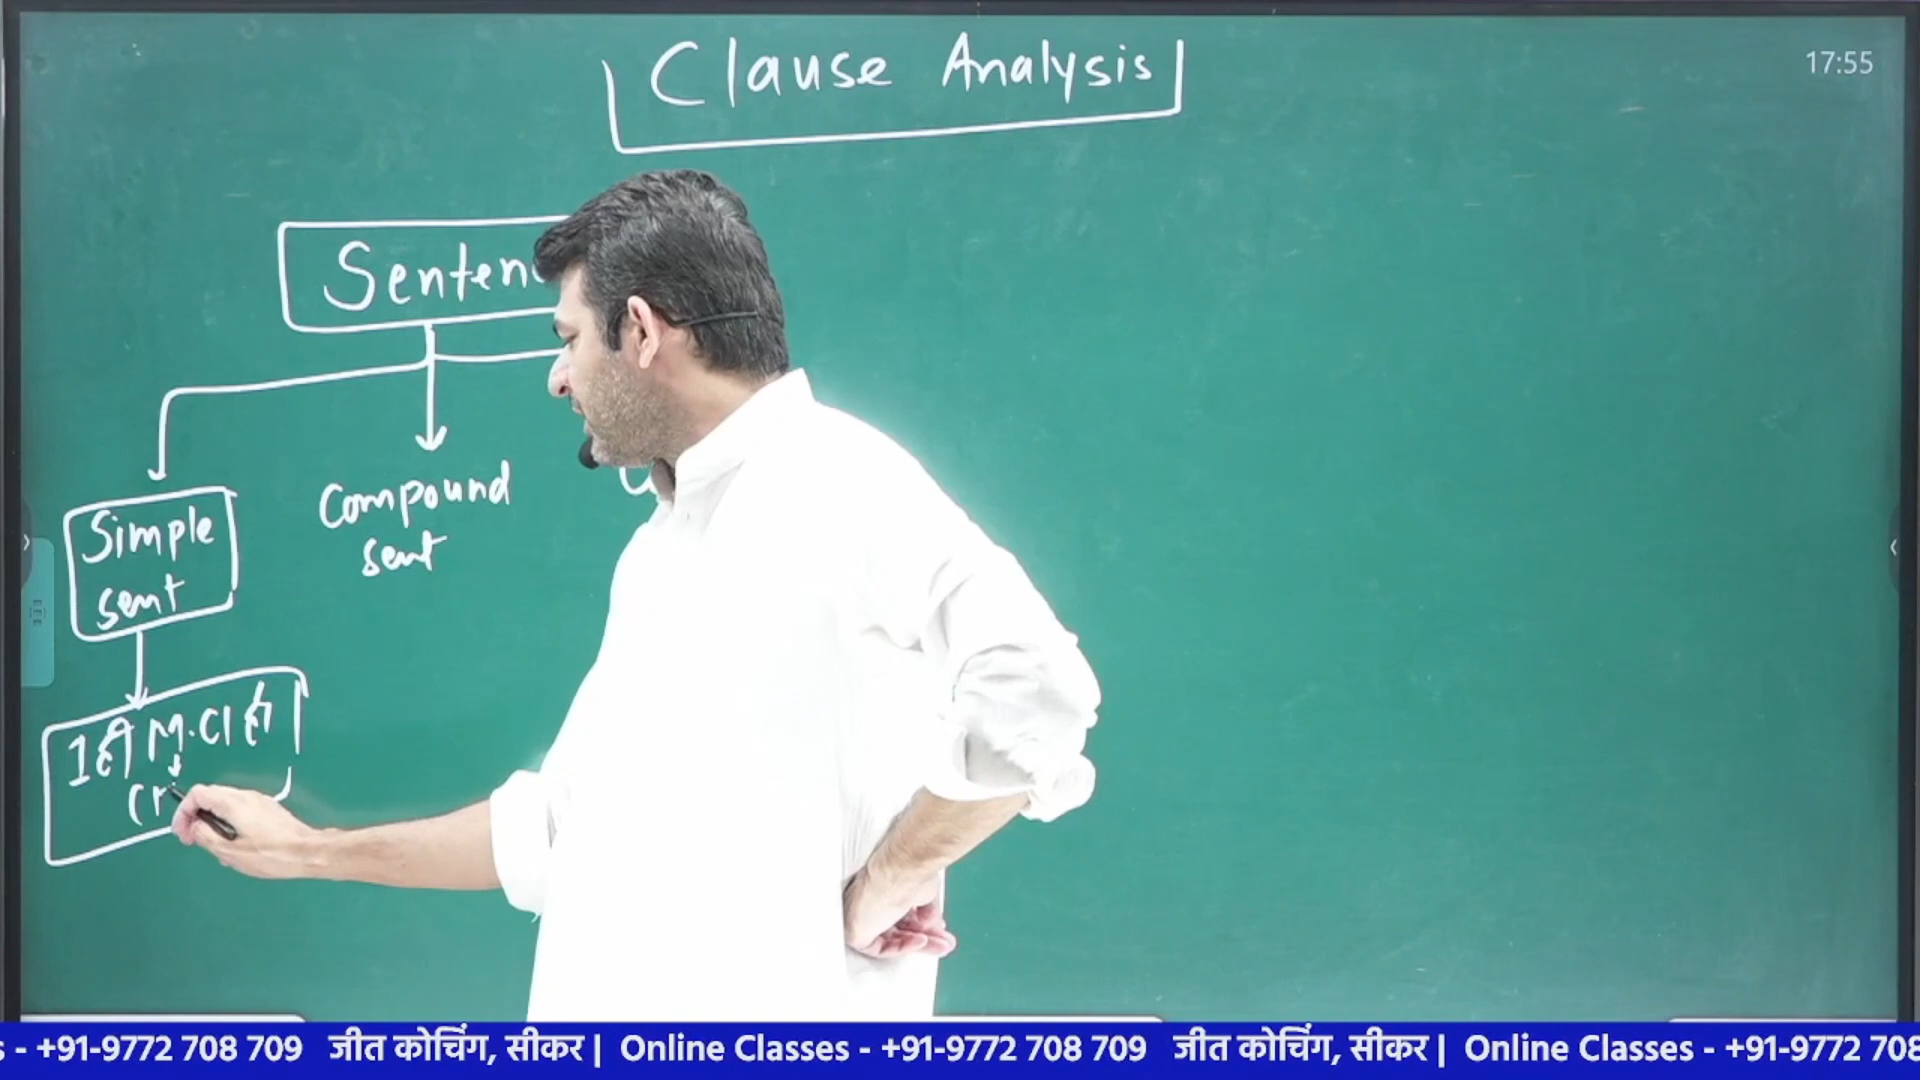 Clause Analysis
17:55
Senten
Compound
sent
Simple
sent
1 ही M.Cl हो
- +91-9772 708 709 जीत कोचिंग, सीकर | Online Classes - +91-9772 708 709 जीत कोचिंग, सीकर | Online Classes - +91-9772 708